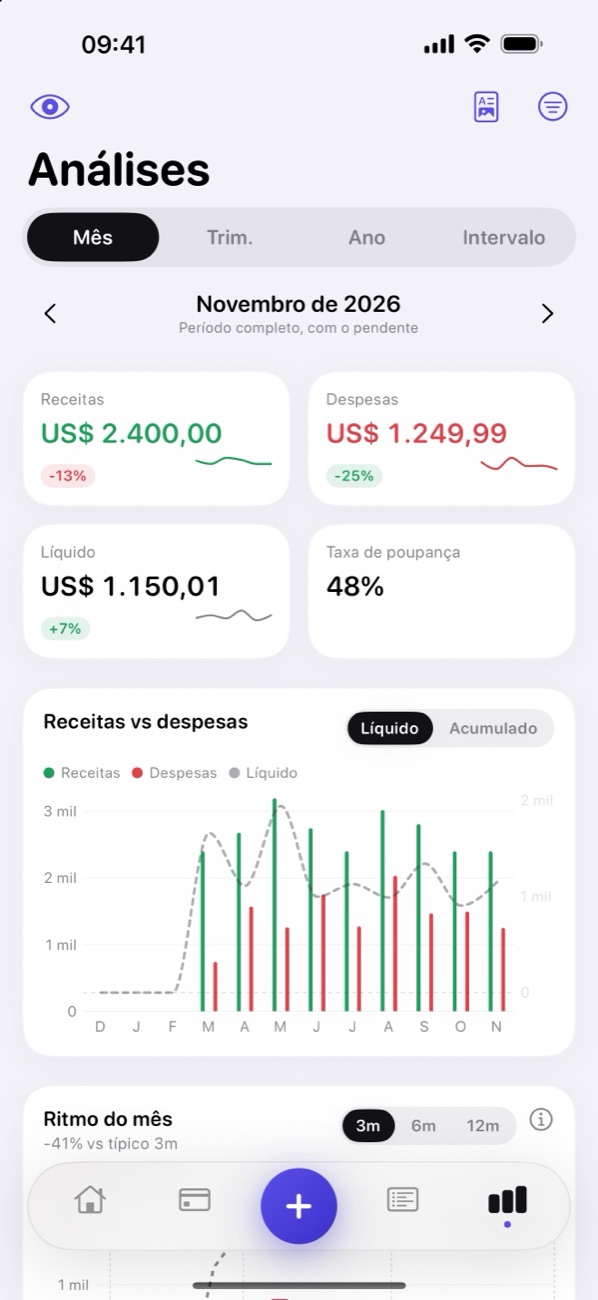 09:41
Análises
Mês Trim. Ano Intervalo
Novembro de 2026
Período completo, com o pendente
Receitas
US$ 2.400,00
-13%
Despesas
US$ 1.249,99
-25%
Líquido
US$ 1.150,01
+7%
Taxa de poupança
48%
Receitas vs despesas
Líquido Acumulado
Receitas Despesas Líquido
3 mil
2 mil
1 mil
0
2 mil
1 mil
0
D J F M A M J J A S O N
Ritmo do mês
-41% vs típico 3m
3m 6m 12m
1 mil